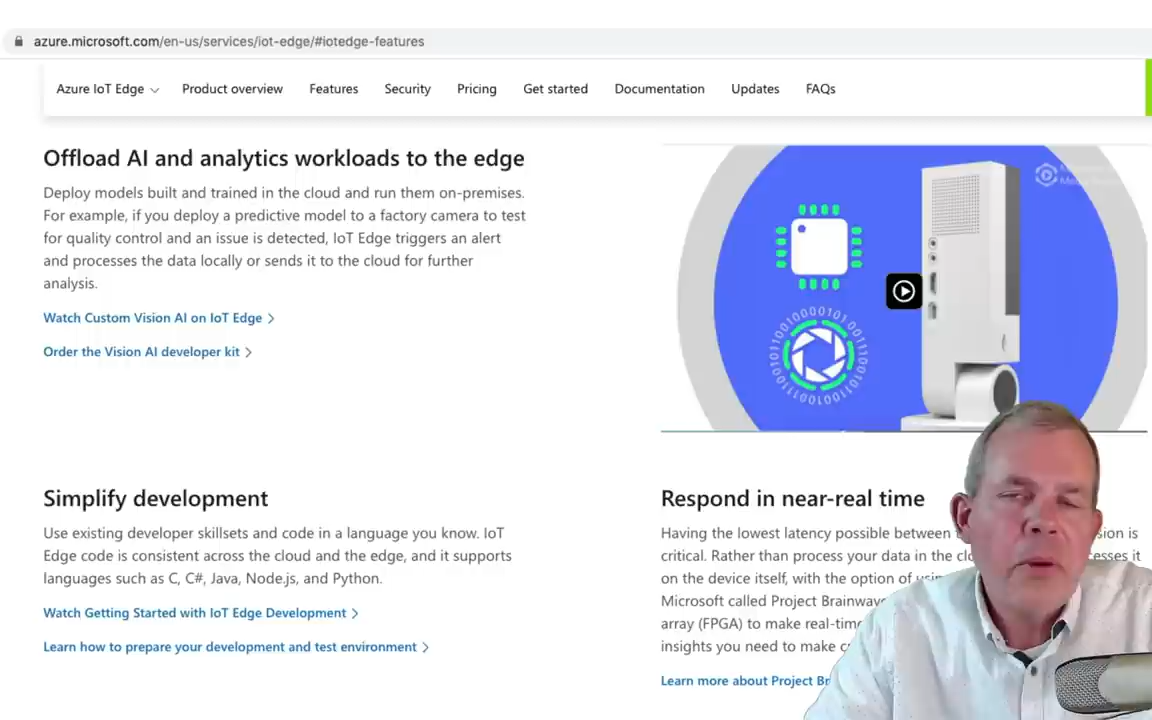 azure.microsoft.com/en-us/services/iot-edge/#iotedge-features
Azure IoT Edge Product overview Features Security Pricing Get started Documentation Updates FAQs
Offload AI and analytics workloads to the edge
Deploy models built and trained in the cloud and run them on-premises.
For example, if you deploy a predictive model to a factory camera to test
for quality control and an issue is detected, IoT Edge triggers an alert
and processes the data locally or sends it to the cloud for further
analysis.
Watch Custom Vision AI on IoT Edge
Order the Vision AI developer kit
Simplify development
Use existing developer skillsets and code in a language you know. IoT
Edge code is consistent across the cloud and the edge, and it supports
languages such as C, C#, Java, Node.js, and Python.
Watch Getting Started with IoT Edge Development
Learn how to prepare your development and test environment
Respond in near-real time
Having the lowest latency possible between is
critical. Rather than process your data in the it
on the device itself, with the option of
Microsoft called Project Brainwave
array (FPGA) to make
insights you need to make
Learn more about Project